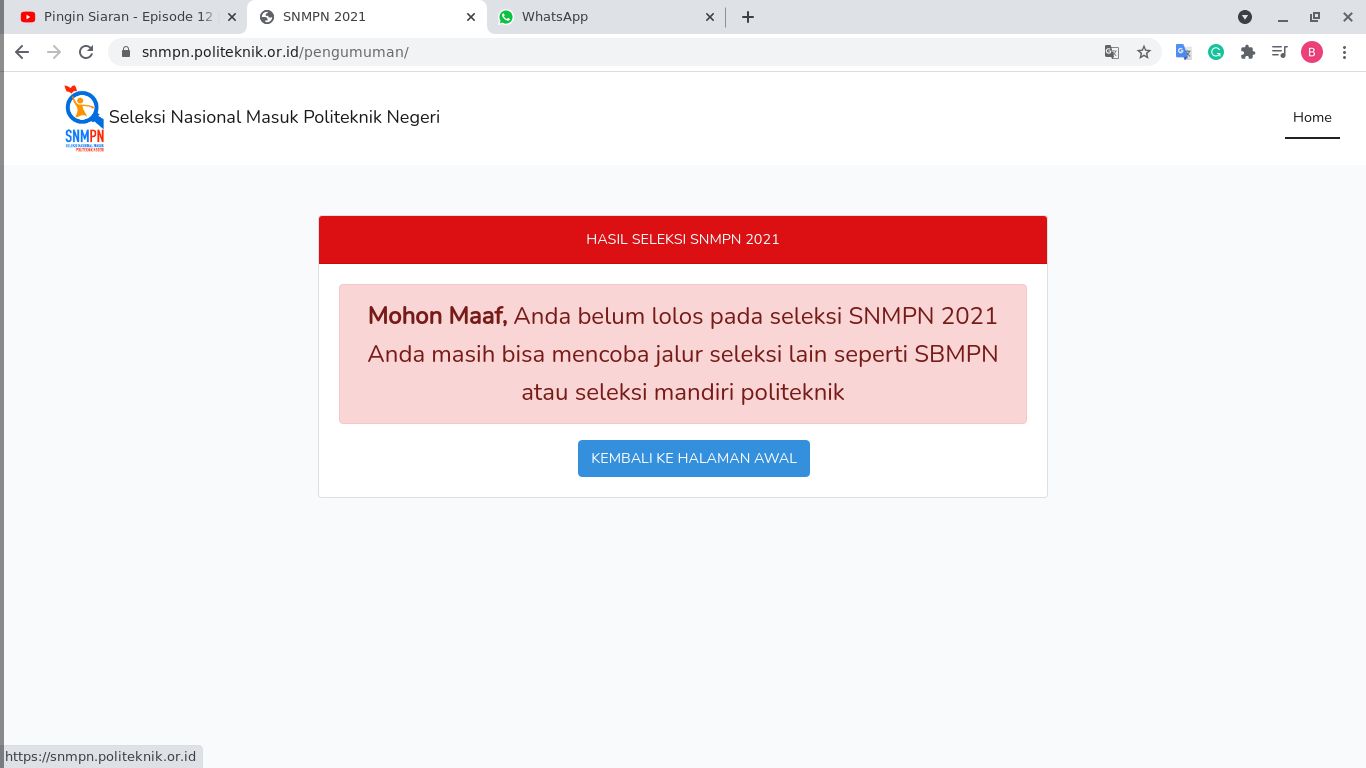 Pingin Siaran - Episode 12
SNMPN 2021
WhatsApp
snmpn.politeknik.or.id/pengumuman/
B
SNMPN
Seleksi Nasional Masuk Politeknik Negeri
Home
HASIL SELEKSI SNMPN 2021
Mohon Maaf, Anda belum lolos pada seleksi SNMPN 2021
Anda masih bisa mencoba jalur seleksi lain seperti SBMPN
atau seleksi mandiri politeknik
KEMBALI KE HALAMAN AWAL
https://snmpn.politeknik.or.id